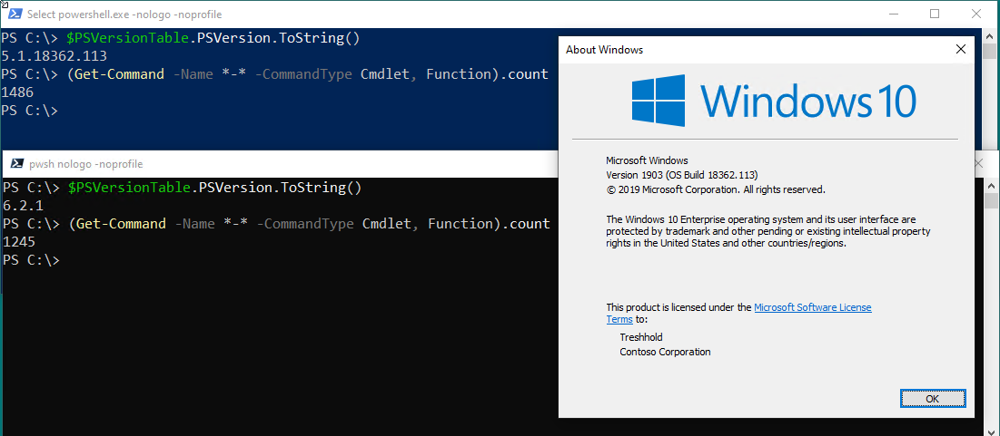 Select powershell.exe -nologo -noprofile
PS C:\> $PSVersionTable.PSVersion.ToString()
5.1.18362.113
PS C:\> (Get-Command -Name *-* -CommandType Cmdlet, Function).count
1486
PS C:\>
pwsh nologo -noprofile
PS C:\> $PSVersionTable.PSVersion.ToString()
6.2.1
PS C:\> (Get-Command -Name *-* -CommandType Cmdlet, Function).count
1245
PS C:\>
About Windows
Windows 10
Microsoft Windows
Version 1903 (OS Build 18362.113)
© 2019 Microsoft Corporation. All rights reserved.
The Windows 10 Enterprise operating system and its user interface are
protected by trademark and other pending or existing intellectual property
rights in the United States and other countries/regions.
This product is licensed under the Microsoft Software License
Terms to:
Treshhold
Contoso Corporation
OK